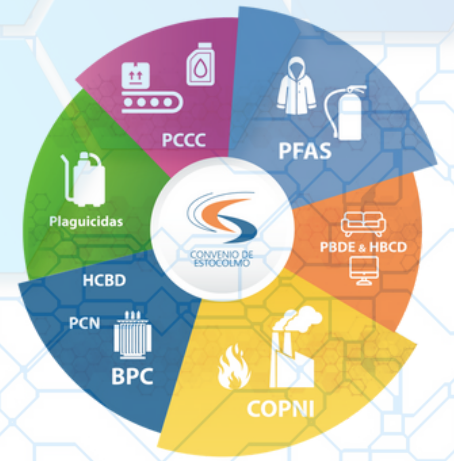 PCCC
PFAS
Plaguicidas
PBDE & HBCD
CONVENIO DE
ESTOCOLMO
HCBD
PCN
BPC
COPNI